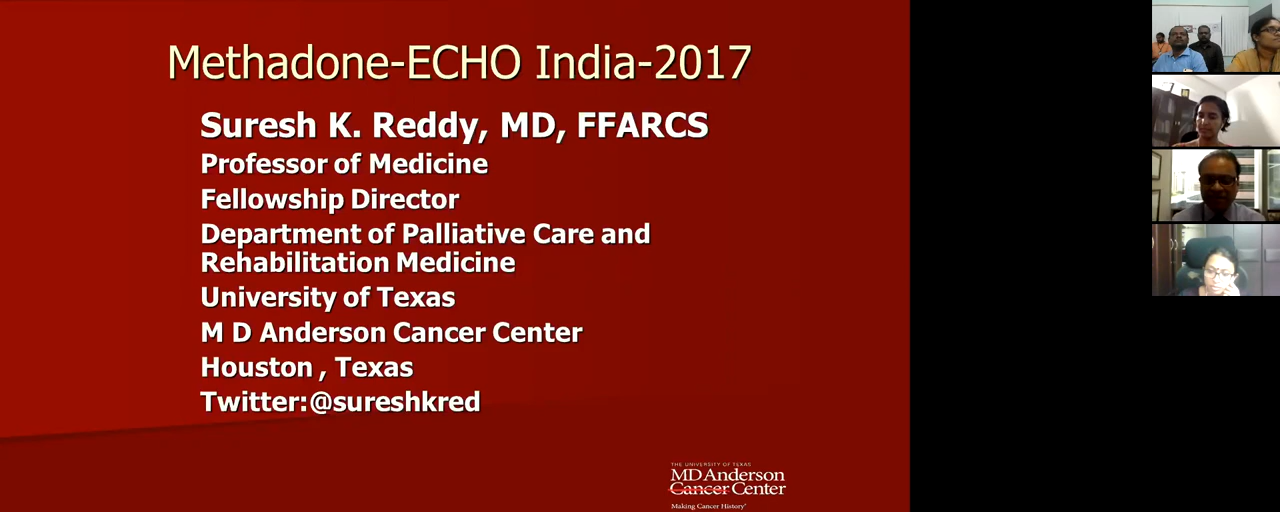 Methadone-ECHO India-2017
Suresh K. Reddy, MD, FFARCS
Professor of Medicine
Fellowship Director
Department of Palliative Care and
Rehabilitation Medicine
University of Texas
M D Anderson Cancer Center
Houston , Texas
Twitter:@sureshkred
THE UNIVERSITY OF TEXAS
MD Anderson
Cancer Center
Making Cancer History®